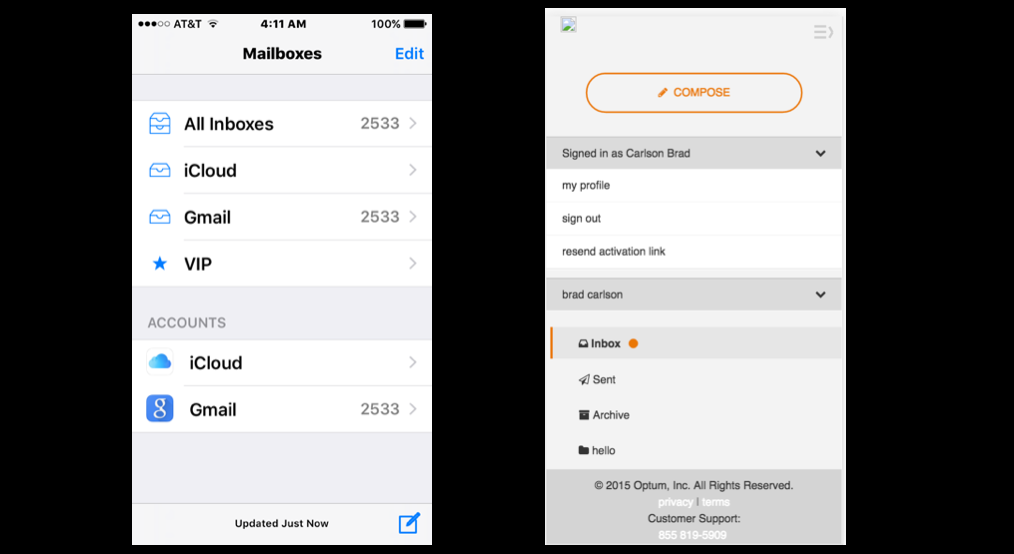 AT&T 4:11 AM 100%
Mailboxes Edit
All Inboxes 2533
iCloud
Gmail 2533
VIP
ACCOUNTS
iCloud
Gmail 2533
Updated Just Now
COMPOSE
Signed in as Carlson Brad
my profile
sign out
resend activation link
brad carlson
Inbox
Sent
Archive
hello
© 2015 Optum, Inc. All Rights Reserved.
privacy | terms
Customer Support:
855 819-5909